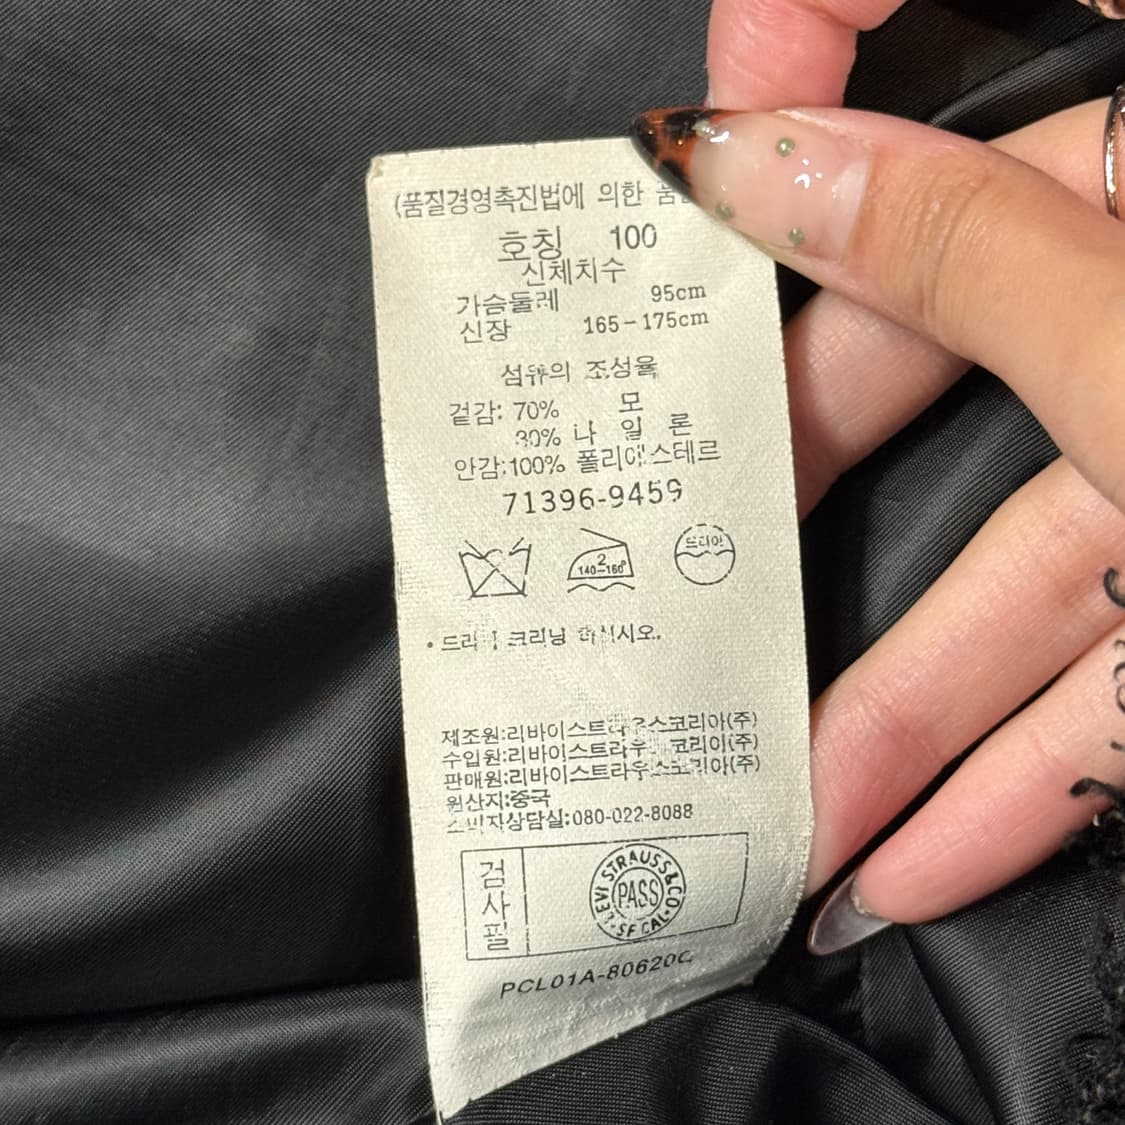 (품질경영촉진법에 의한 품
호칭 100
신체치수
가슴둘레 95cm
신장 165-175cm
섬유의 조성율
겉감: 70% 모
30% 나 일 론
안감:100% 폴리에스테르
71396-9459
2
140-160°
드라이
• 드라이 크리닝 하십시오.
제조원:리바이스트라우스코리아(주)
수입원:리바이스트라우 코리아(주)
판매원:리바이스트라우스코리아(주)
원산지:중국
소비자상담실:080-022-8088
검사필
LEVI STRAUSS & CO
PASS
S.F. CAL.
PCL01A-80620C